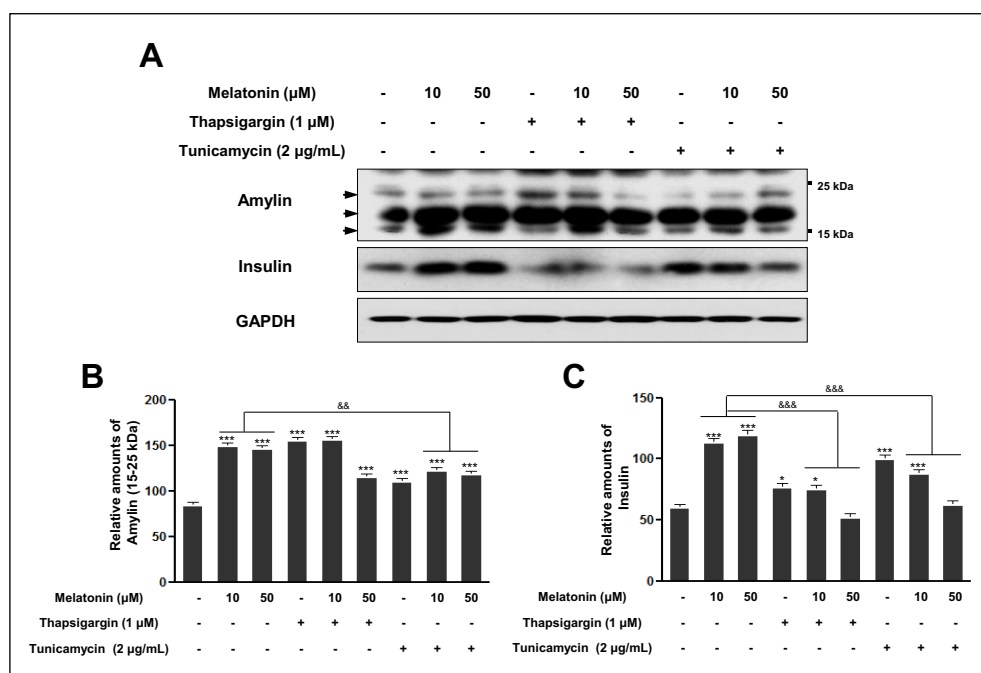 A
Melatonin (µM) - 10 50 - 10 50 - 10 50
Thapsigargin (1 µM) - - - + + + - - -
Tunicamycin (2 µg/mL) - - - - - - + + +
Amylin
25 kDa
15 kDa
Insulin
GAPDH
B
Relative amounts of
Amylin (15-25 kDa)
200
150
100
50
0
&&
*** *** *** *** *** *** *** ***
Melatonin (µM) - 10 50 - 10 50 - 10 50
Thapsigargin (1 µM) - - - + + + - - -
Tunicamycin (2 µg/mL) - - - - - - + + +
C
Relative amounts of
Insulin
150
100
50
0
&&&
&&&
*** *** * * *** ***
Melatonin (µM) - 10 50 - 10 50 - 10 50
Thapsigargin (1 µM) - - - + + + - - -
Tunicamycin (2 µg/mL) - - - - - - + + +